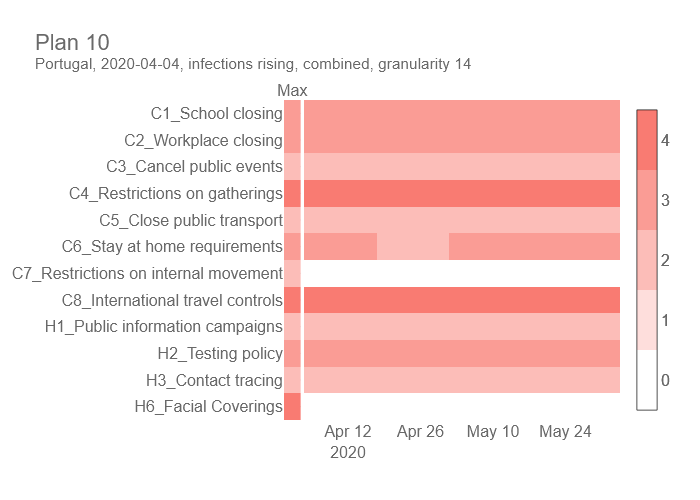 Plan 10
Portugal, 2020-04-04, infections rising, combined, granularity 14
Max
C1_School closing
C2_Workplace closing
C3_Cancel public events
C4_Restrictions on gatherings
C5_Close public transport
C6_Stay at home requirements
C7_Restrictions on internal movement
C8_International travel controls
H1_Public information campaigns
H2_Testing policy
H3_Contact tracing
H6_Facial Coverings
Apr 12 Apr 26 May 10 May 24
2020
4
3
2
1
0